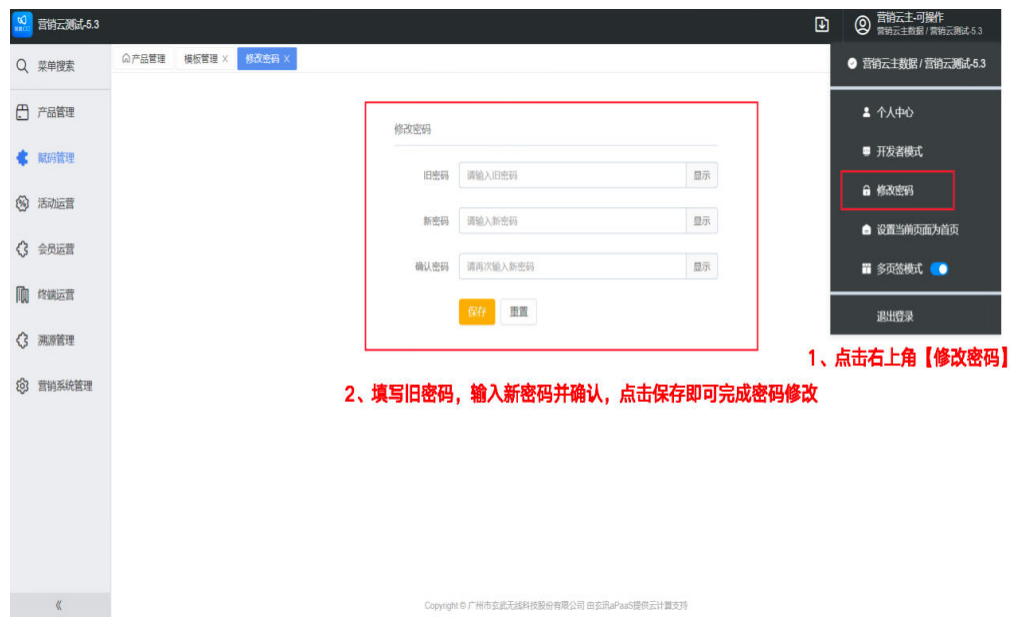 营销云测试-5.3
营销云主-可操作
营销云主数据 / 营销云测试-5.3
菜单搜索
产品管理 模板管理 × 修改密码 ×
营销云主数据 / 营销云测试-5.3
产品管理
赋码管理
活动运营
会员运营
终端运营
溯源管理
营销系统管理
修改密码
旧密码 请输入旧密码 显示
新密码 请输入新密码 显示
确认密码 请再次输入新密码 显示
保存 重置
个人中心
开发者模式
修改密码
设置当前页面为首页
多页签模式
退出登录
1、点击右上角【修改密码】
2、填写旧密码，输入新密码并确认，点击保存即可完成密码修改
Copyright © 广州市玄武无线科技股份有限公司 由玄讯aPaaS提供云计算支持